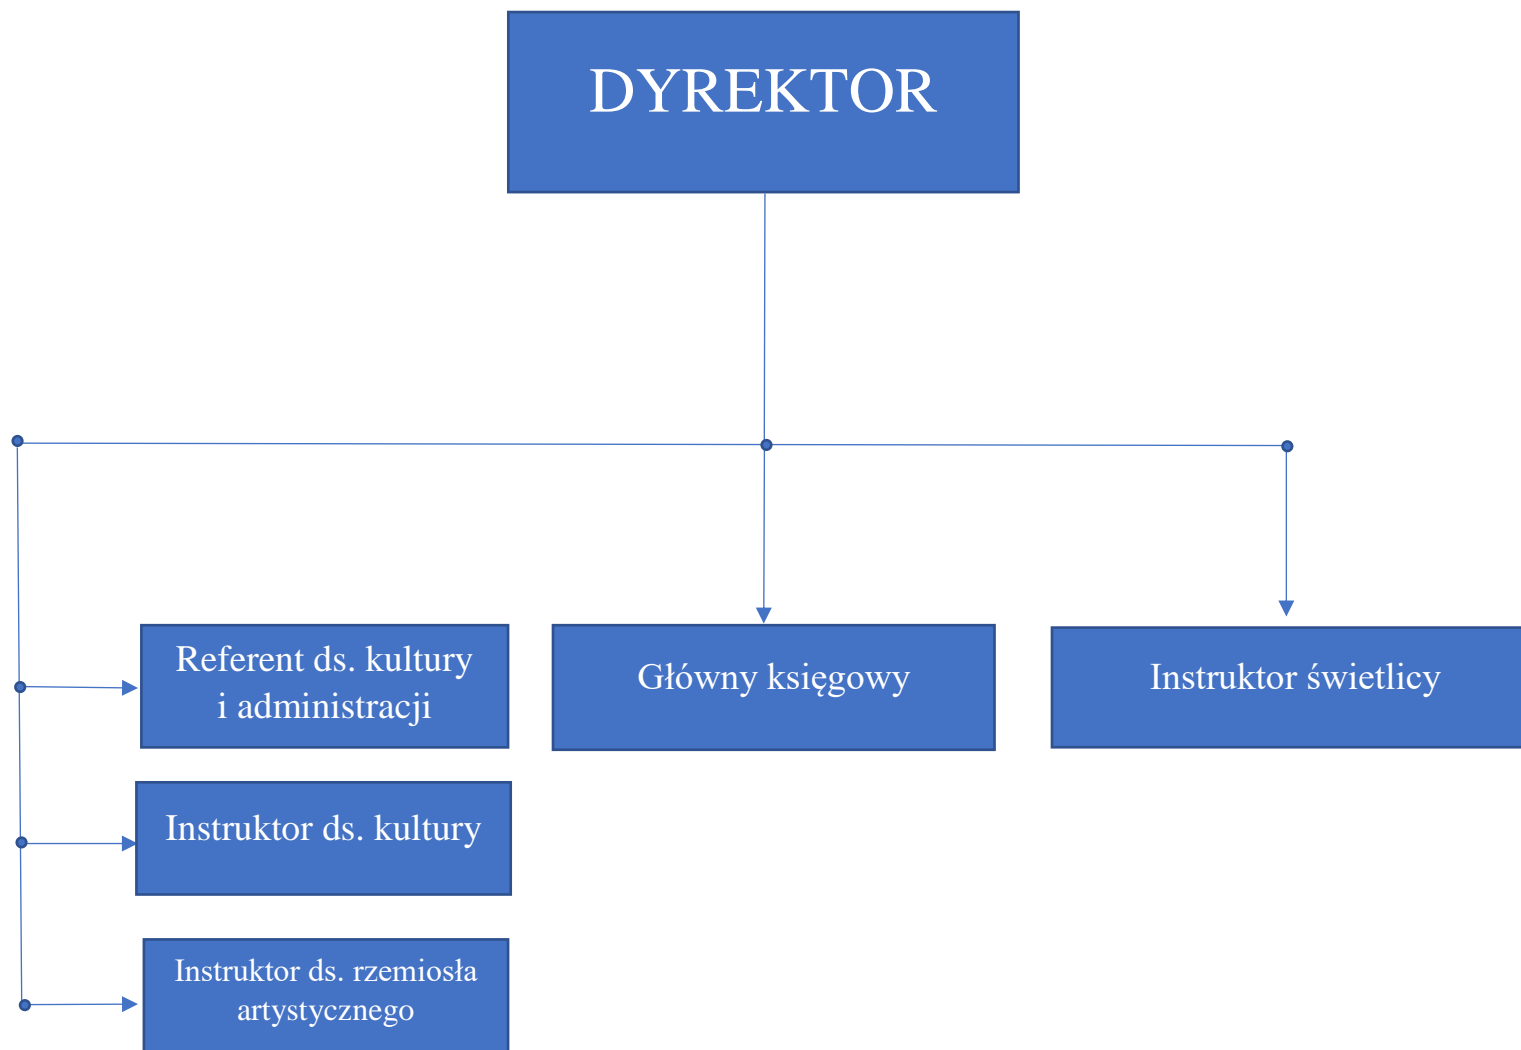 DYREKTOR
Referent ds. kultury
i administracji
Główny księgowy
Instruktor świetlicy
Instruktor ds. kultury
Instruktor ds. rzemiosła
artystycznego